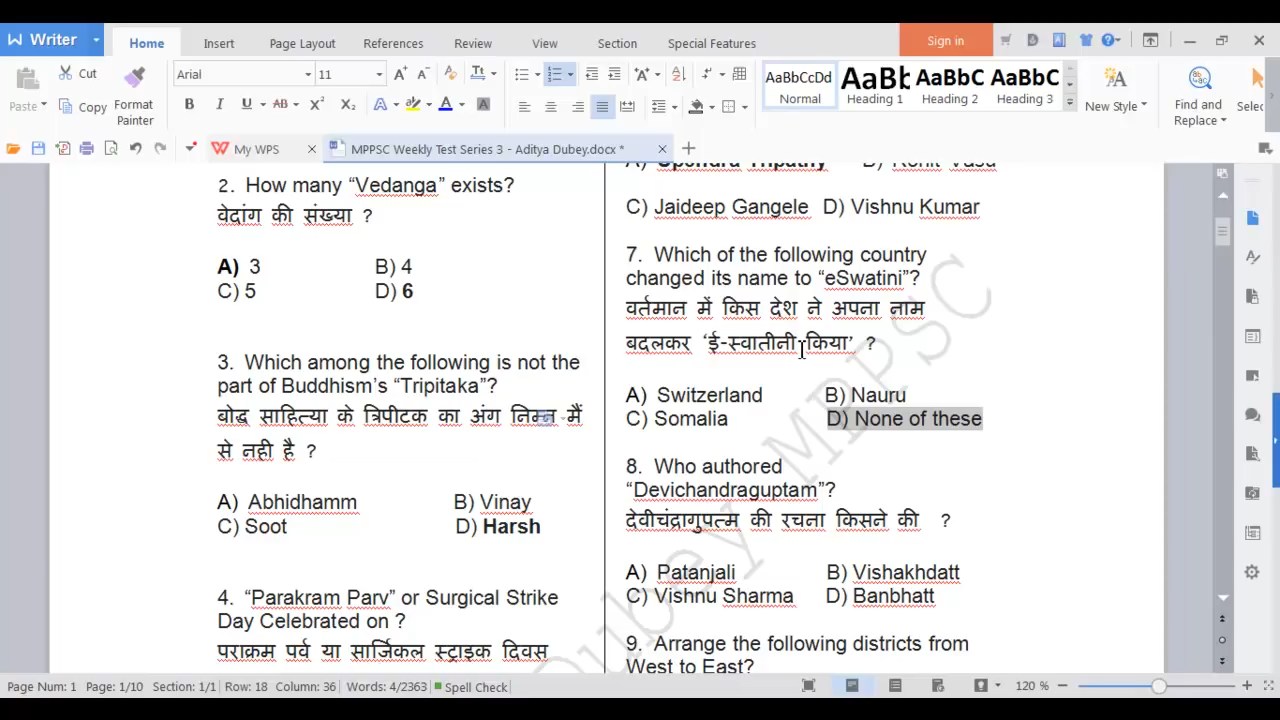 Writer
Home Insert Page Layout References Review View Section Special Features Sign in
Paste Cut Copy Format Painter Arial 11 AaBbCcDd Normal AaBb Heading 1 AaBbC Heading 2 AaBbC Heading 3 New Style Find and Replace Selec
My WPS MPPSC Weekly Test Series 3 - Aditya Dubey.docx *
2. How many “Vedanga” exists?
वेदांग की संख्या ?
A) 3 B) 4
C) 5 D) 6
3. Which among the following is not the
part of Buddhism’s “Tripitaka”?
बोद्ध साहित्या के त्रिपीटक का अंग निम्न मैं
से नही है ?
A) Abhidhamm B) Vinay
C) Soot D) Harsh
4. “Parakram Parv” or Surgical Strike
Day Celebrated on ?
पराक्रम पर्व या सार्जिकल स्ट्राइक दिवस
A) Upendra Tripathy B) Rohit Vasu
C) Jaideep Gangele D) Vishnu Kumar
7. Which of the following country
changed its name to “eSwatini”?
वर्तमान में किस देश ने अपना नाम
बदलकर ‘ई-स्वातीनी किया’ ?
A) Switzerland B) Nauru
C) Somalia D) None of these
8. Who authored
“Devichandraguptam”?
देवीचंद्रागुपत्म की रचना किसने की ?
A) Patanjali B) Vishakhdatt
C) Vishnu Sharma D) Banbhatt
9. Arrange the following districts from
West to East?
Dubey MPPSC
Page Num: 1 Page: 1/10 Section: 1/1 Row: 18 Column: 36 Words: 4/2363 Spell Check 120 %